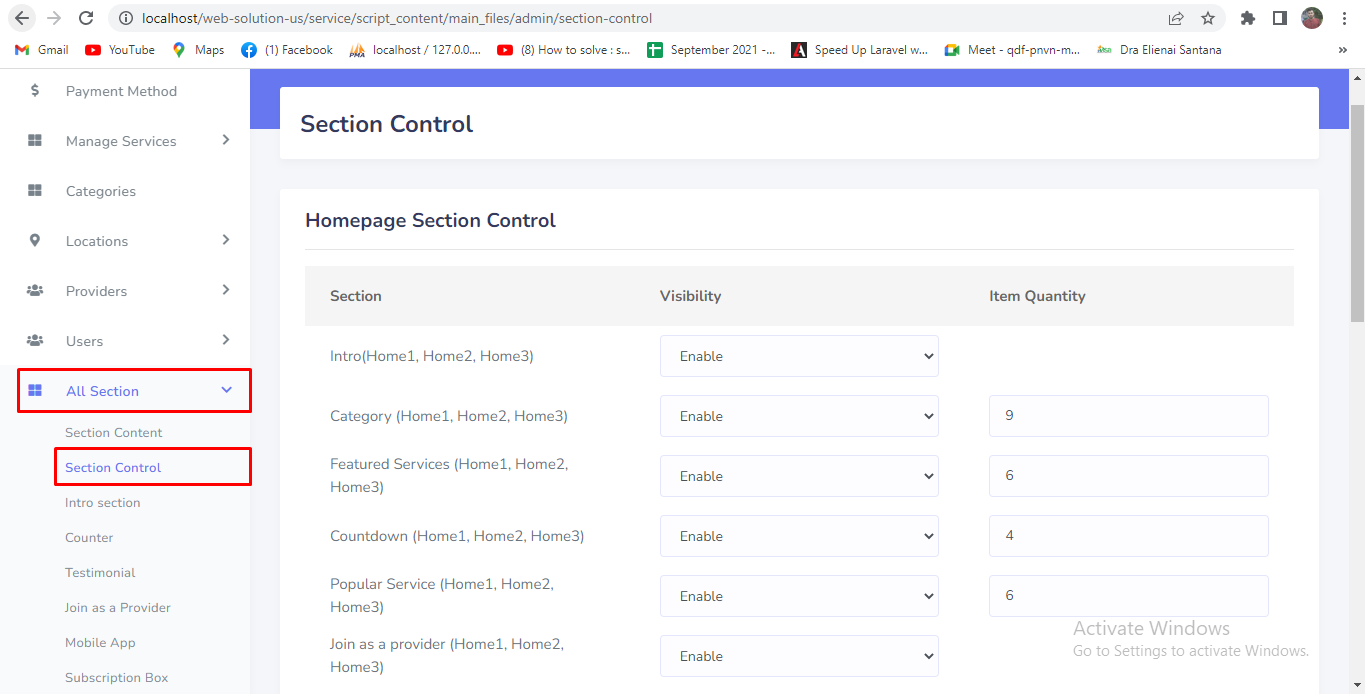 localhost/web-solution-us/service/script_content/main_files/admin/section-control
Gmail
YouTube
Maps
(1) Facebook
localhost / 127.0.0....
(8) How to solve : s...
September 2021 -...
Speed Up Laravel w...
Meet - qdf-pnvn-m...
Dra Elienai Santana
»
Payment Method
Manage Services
Categories
Locations
Providers
Users
All Section
Section Content
Section Control
Intro section
Counter
Testimonial
Join as a Provider
Mobile App
Subscription Box
Section Control
Homepage Section Control
Section Visibility Item Quantity
Intro(Home1, Home2, Home3) Enable
Category (Home1, Home2, Home3) Enable 9
Featured Services (Home1, Home2,
Home3) Enable 6
Countdown (Home1, Home2, Home3) Enable 4
Popular Service (Home1, Home2,
Home3) Enable 6
Join as a provider (Home1, Home2,
Home3) Enable
Activate Windows
Go to Settings to activate Windows.